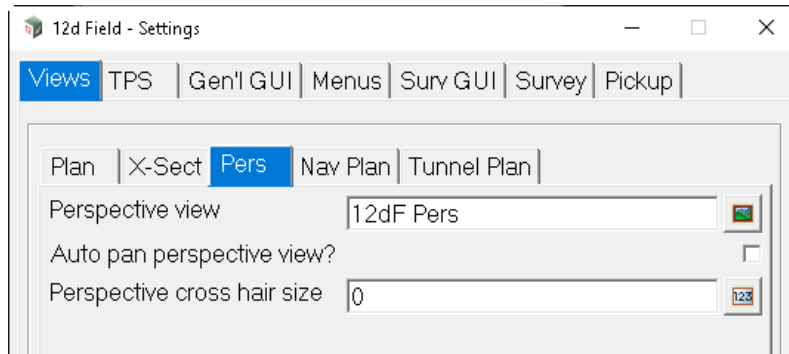 12d Field - Settings
Views TPS Gen'l GUI Menus Surv GUI Survey Pickup
Plan X-Sect Pers Nav Plan Tunnel Plan
Perspective view 12dF Pers
Auto pan perspective view?
Perspective cross hair size 0 123